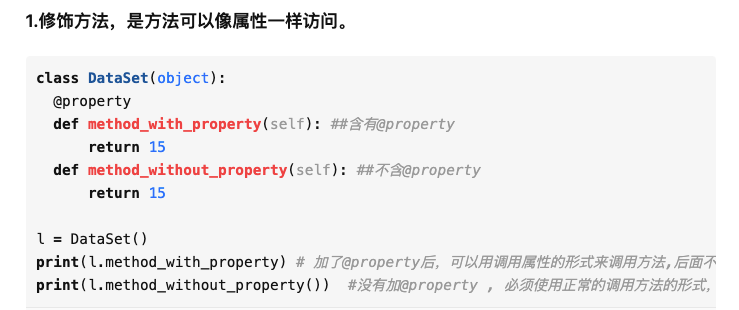 1.修饰方法，是方法可以像属性一样访问。
class DataSet(object):
  @property
  def method_with_property(self): ##含有@property
      return 15
  def method_without_property(self): ##不含@property
      return 15
l = DataSet()
print(l.method_with_property) # 加了@property后，可以用调用属性的形式来调用方法,后面不
print(l.method_without_property())  #没有加@property , 必须使用正常的调用方法的形式，